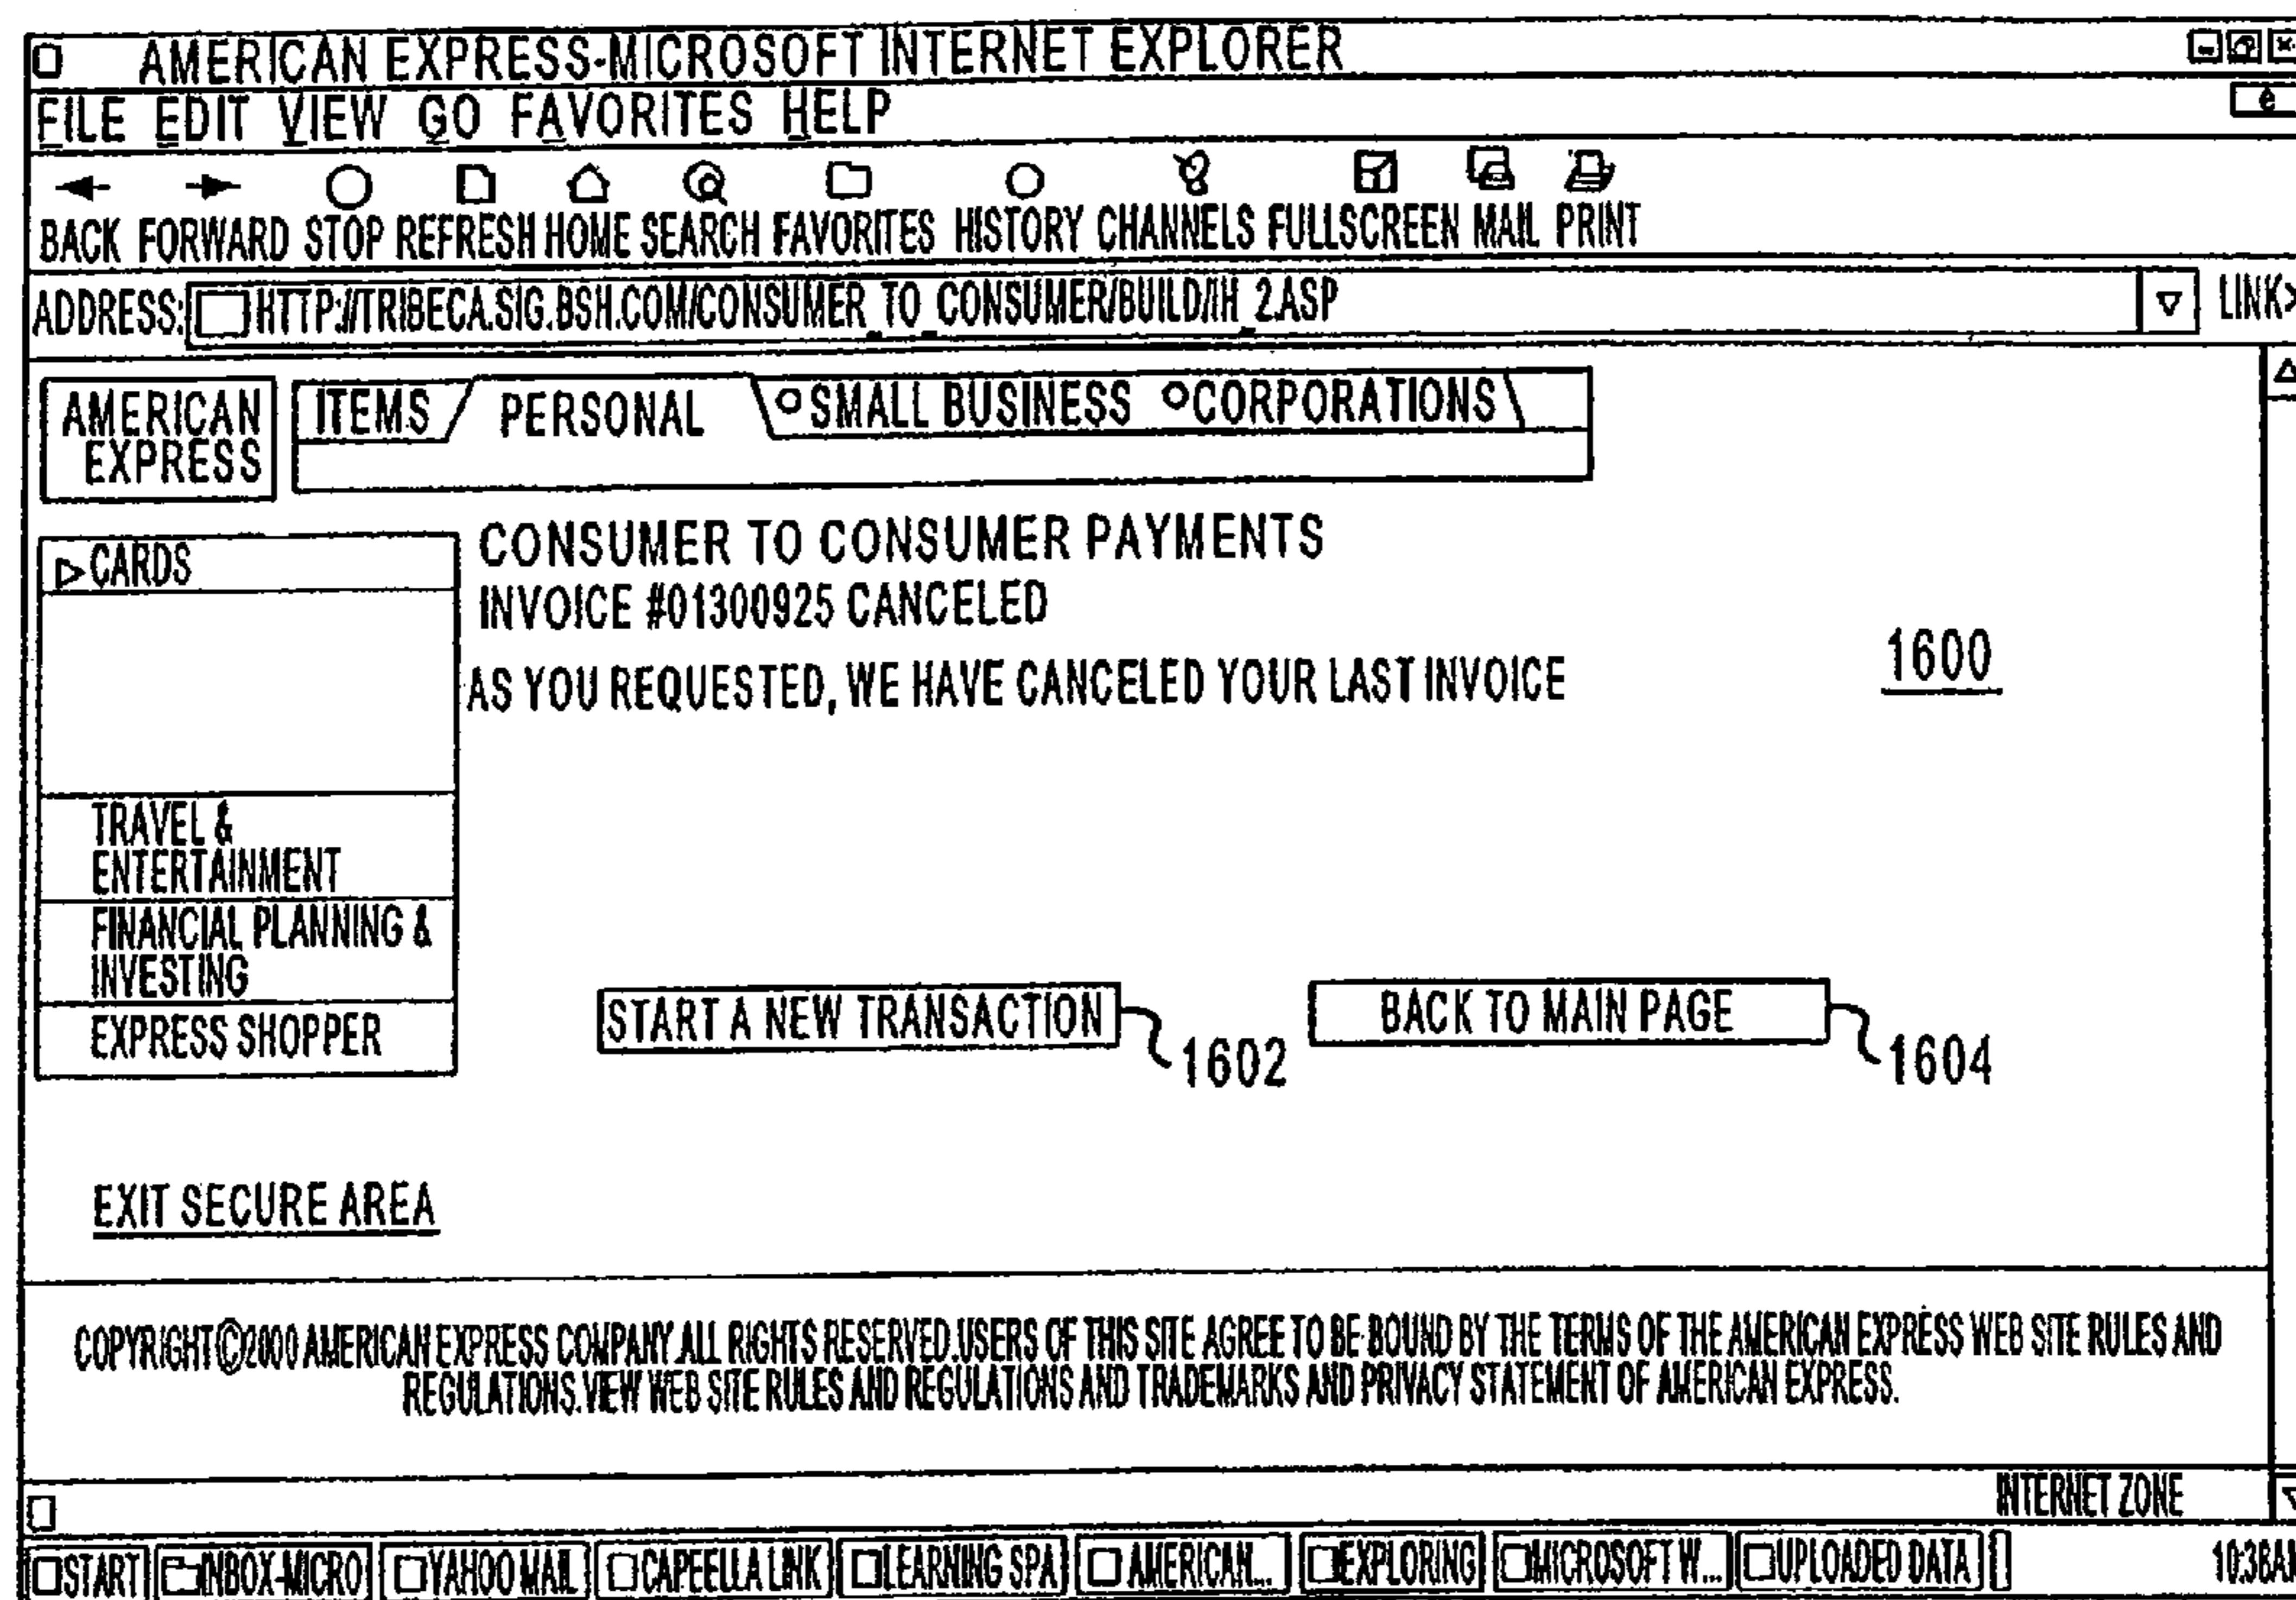 AMERICAN EXPRESS-MICROSOFT INTERNET EXPLORER
FILE EDIT VIEW GO FAVORITES HELP
BACK FORWARD STOP REFRESH HOME SEARCH FAVORITES HISTORY CHANNELS FULLSCREEN MAIL PRINT
ADDRESS: HTTP://TRIBECA.SIG.BSH.COM/CONSUMER_TO_CONSUMER/BUILD/IH_2.ASP LINK>
AMERICAN
EXPRESS
ITEMS PERSONAL SMALL BUSINESS CORPORATIONS
CARDS
TRAVEL &
ENTERTAINMENT
FINANCIAL PLANNING &
INVESTING
EXPRESS SHOPPER
CONSUMER TO CONSUMER PAYMENTS
INVOICE #01300925 CANCELED
AS YOU REQUESTED, WE HAVE CANCELED YOUR LAST INVOICE
1600
START A NEW TRANSACTION
1602
BACK TO MAIN PAGE
1604
EXIT SECURE AREA
COPYRIGHT©2000 AMERICAN EXPRESS COMPANY.ALL RIGHTS RESERVED.USERS OF THIS SITE AGREE TO BE BOUND BY THE TERMS OF THE AMERICAN EXPRESS WEB SITE RULES AND
REGULATIONS.VIEW WEB SITE RULES AND REGULATIONS AND TRADEMARKS AND PRIVACY STATEMENT OF AMERICAN EXPRESS.
INTERNET ZONE
START INBOX-MICRO YAHOO MAIL CAPEELLA LINK LEARNING SPA AMERICAN... EXPLORING MICROSOFT W... UPLOADED DATA 10:36AM